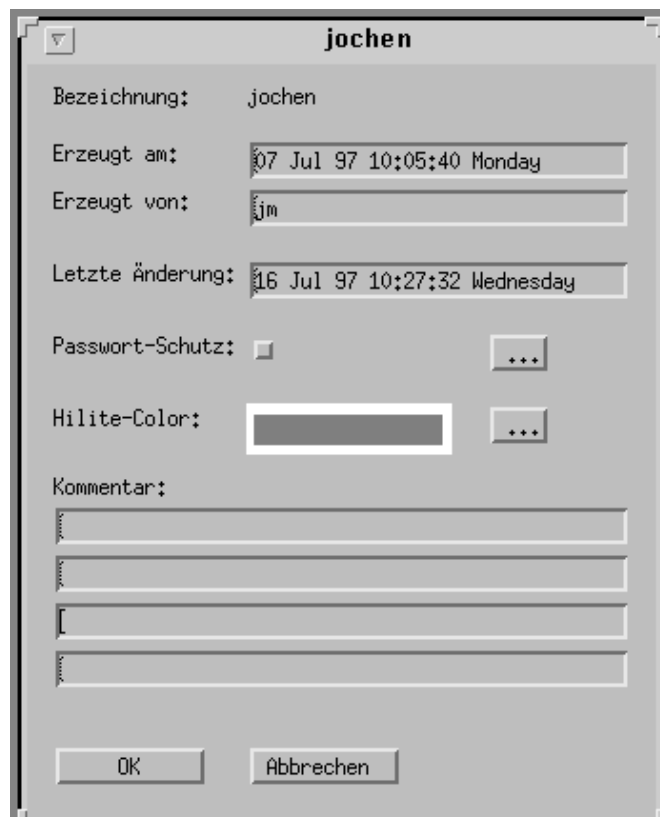 jochen
Bezeichnung: jochen
Erzeugt am: 07 Jul 97 10:05:40 Monday
Erzeugt von: jm
Letzte Änderung: 16 Jul 97 10:27:32 Wednesday
Passwort-Schutz: ...
Hilite-Color: ...
Kommentar:
OK Abbrechen